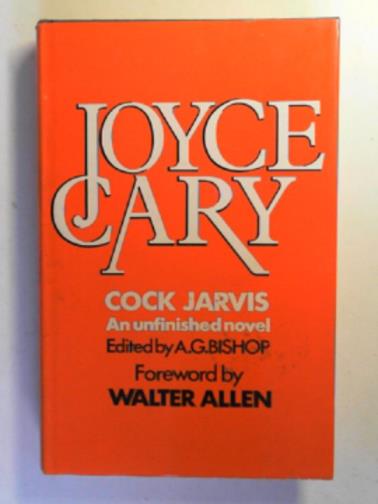 JOYCE
CARY
COCK JARVIS
An unfinished novel
Edited by A.G.BISHOP
Foreword by
WALTER ALLEN